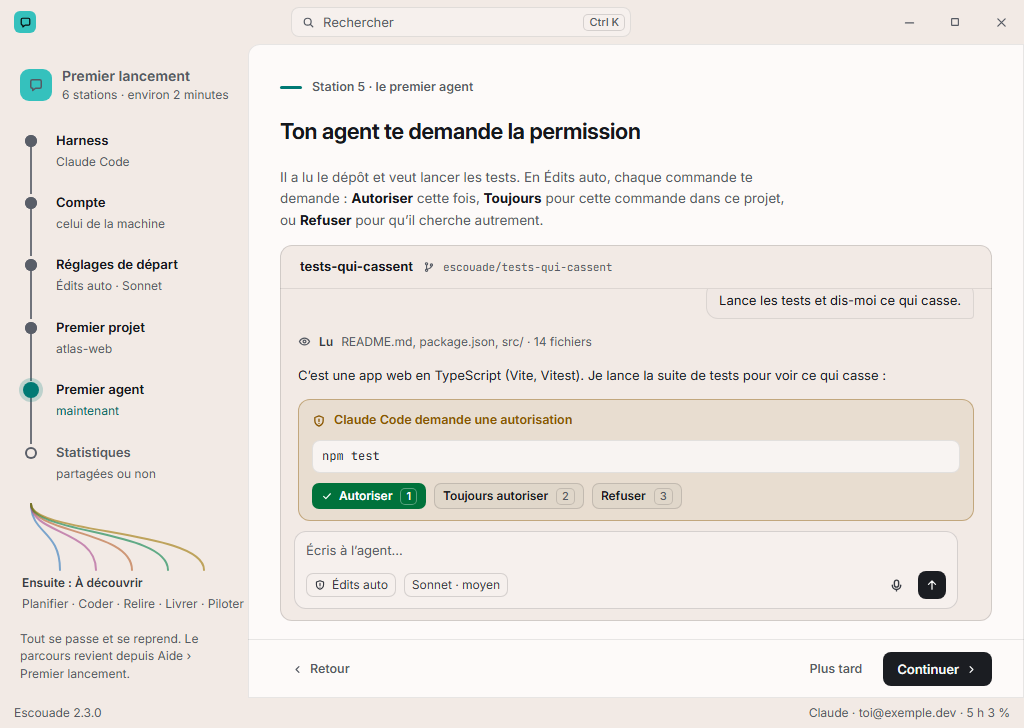 Rechercher
Ctrl K
Premier lancement
6 stations · environ 2 minutes
Harness
Claude Code
Compte
celui de la machine
Réglages de départ
Édits auto · Sonnet
Premier projet
atlas-web
Premier agent
maintenant
Statistiques
partagées ou non
Ensuite : À découvrir
Planifier · Coder · Relire · Livrer · Piloter
Tout se passe et se reprend. Le
parcours revient depuis Aide ›
Premier lancement.
Station 5 · le premier agent
Ton agent te demande la permission
Il a lu le dépôt et veut lancer les tests. En Édits auto, chaque commande te
demande : Autoriser cette fois, Toujours pour cette commande dans ce projet,
ou Refuser pour qu’il cherche autrement.
tests-qui-cassent
escouade/tests-qui-cassent
Lance les tests et dis-moi ce qui casse.
Lu README.md, package.json, src/ · 14 fichiers
C’est une app web en TypeScript (Vite, Vitest). Je lance la suite de tests pour voir ce qui casse :
Claude Code demande une autorisation
npm test
Autoriser 1
Toujours autoriser 2
Refuser 3
Écris à l’agent…
Édits auto
Sonnet · moyen
Retour
Plus tard
Continuer
Escouade 2.3.0
Claude · toi@exemple.dev · 5 h 3 %